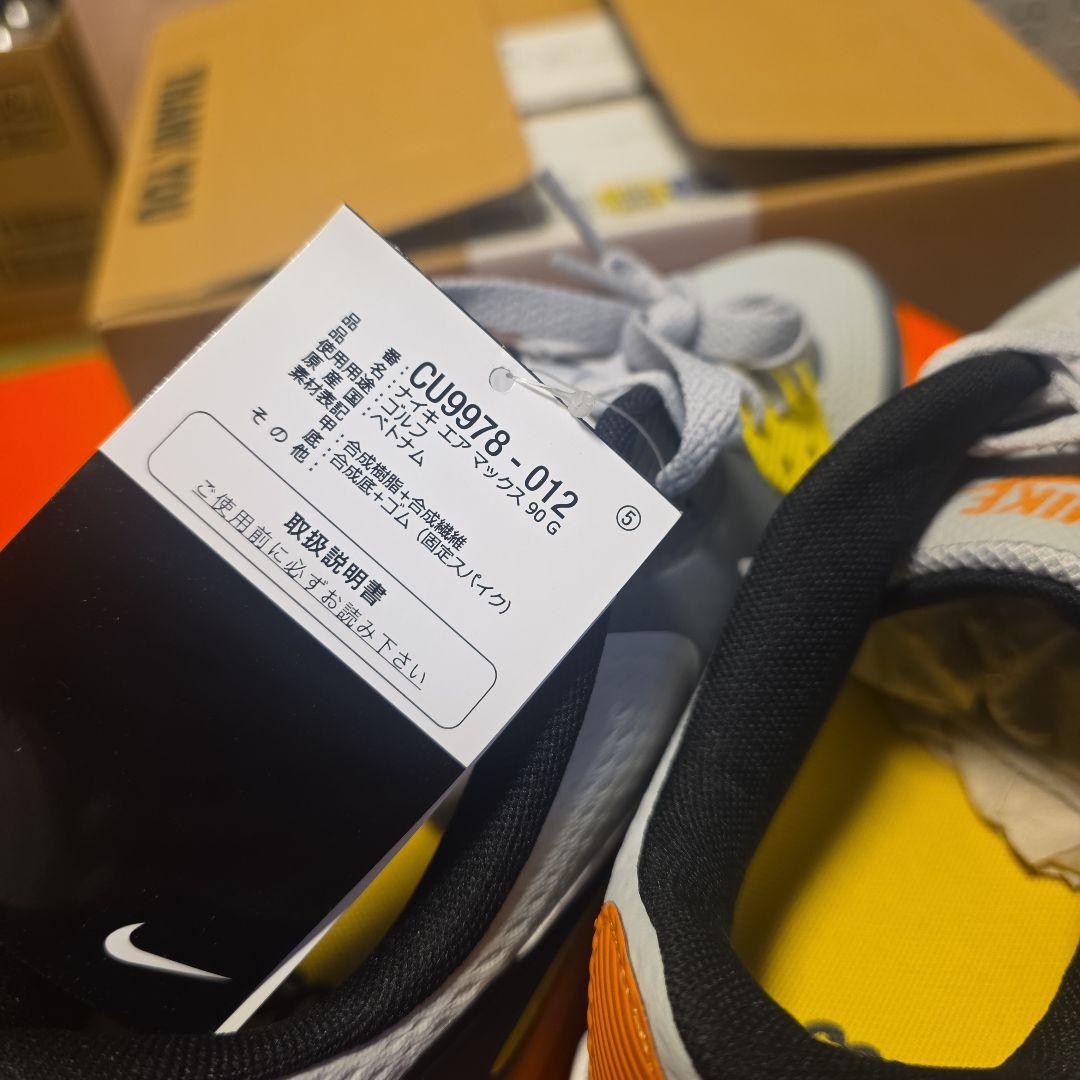 品　番：CU9978-012
品　名：ナイキ エア マックス 90 G
使用用途：ゴルフ
原 産 国：ベトナム
素材表記
甲：合成樹脂+合成繊維
底：合成底+ゴム（固定スパイク）
そ の 他：
⑤
取扱説明書
ご使用前に必ずお読み下さい
THANK YOU
NIKE